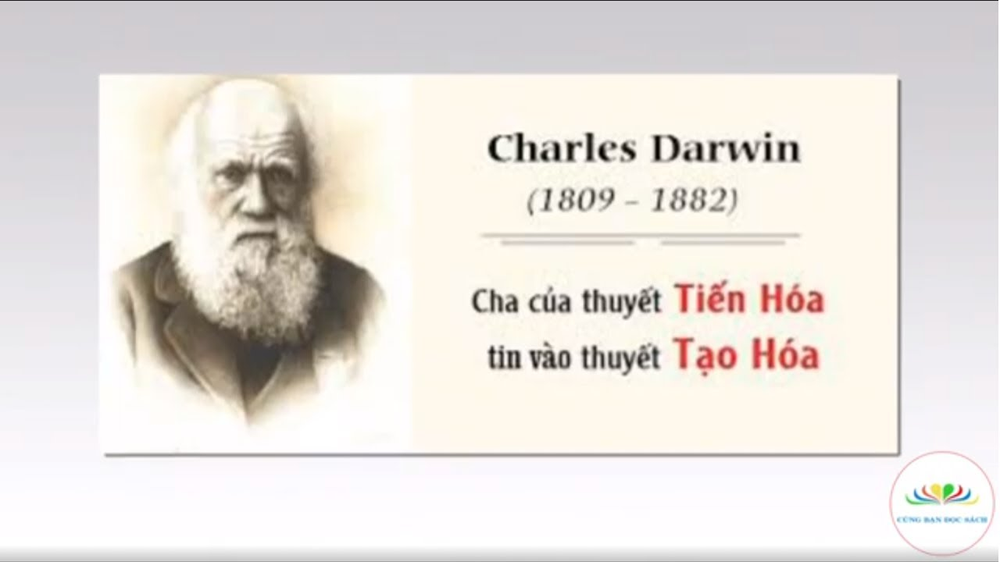 Charles Darwin
(1809 – 1882)
Cha của thuyết Tiến Hóa
tin vào thuyết Tạo Hóa
CÙNG BẠN ĐỌC SÁCH